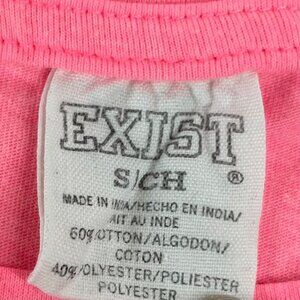 EXIST
S/CH ®
MADE IN INDIA/HECHO EN INDIA/
AIT AU INDE
60% COTTON/ALGODON/
COTON
40% POLYESTER/POLIESTER
POLYESTER